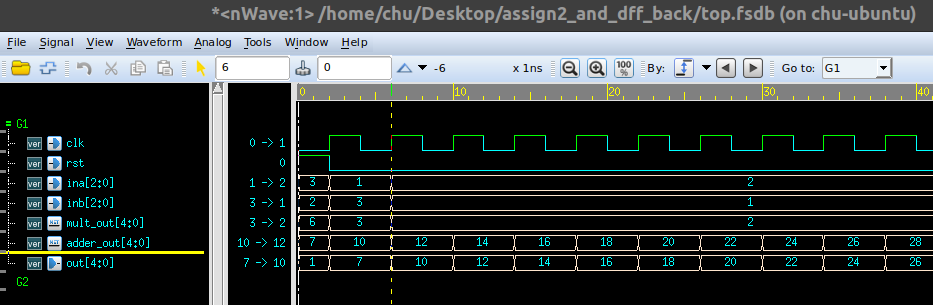 *<nWave:1> /home/chu/Desktop/assign2_and_dff_back/top.fsdb (on chu-ubuntu)
File Signal View Waveform Analog Tools Window Help
6 0 -6 x 1ns 100 % By: Go to: G1
0 10 20 30 40
G1
ver clk 0 -> 1
ver rst 0
ver ina[2:0] 1 -> 2 3 1 2
ver inb[2:0] 3 -> 1 2 3 1
ver mult_out[4:0] 3 -> 2 6 3 2
ver adder_out[4:0] 10 -> 12 7 10 12 14 16 18 20 22 24 26 28
ver out[4:0] 7 -> 10 1 7 10 12 14 16 18 20 22 24 26
G2